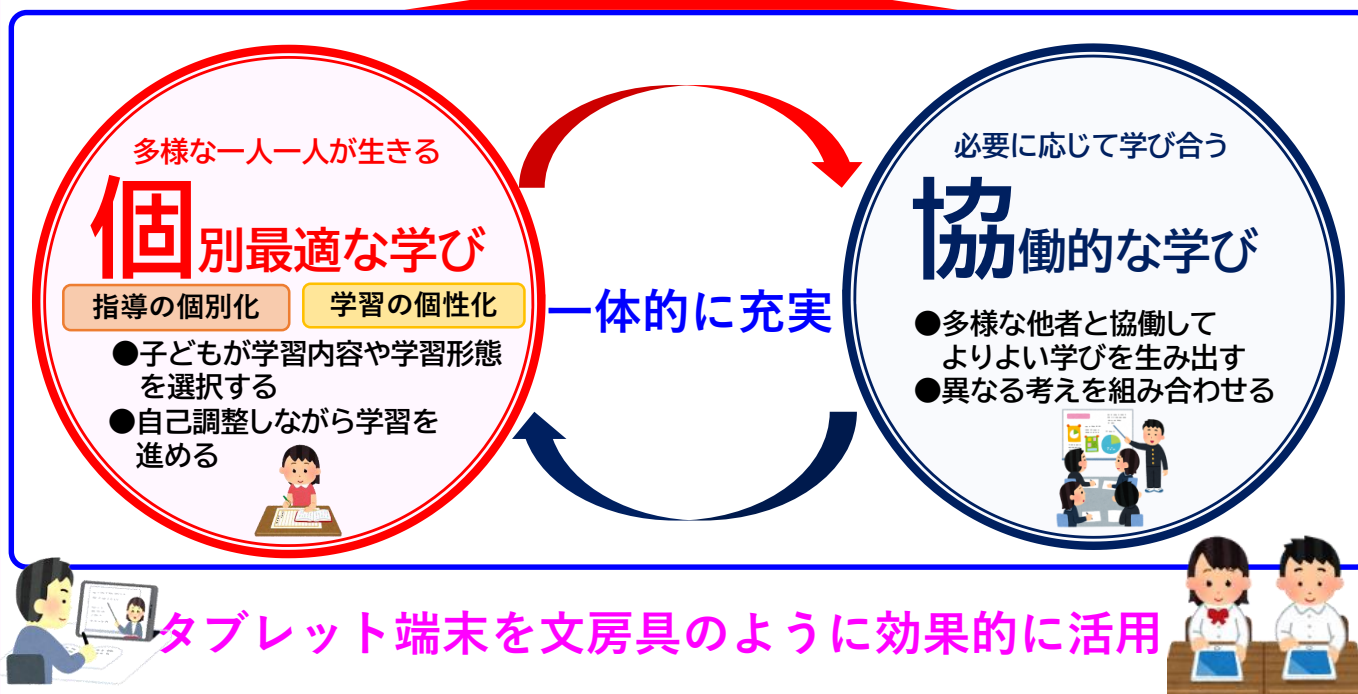 多様な一人一人が生きる
個別最適な学び
指導の個別化
学習の個性化
●子どもが学習内容や学習形態
を選択する
●自己調整しながら学習を
進める
一体的に充実
必要に応じて学び合う
協働的な学び
●多様な他者と協働して
よりよい学びを生み出す
●異なる考えを組み合わせる
タブレット端末を文房具のように効果的に活用